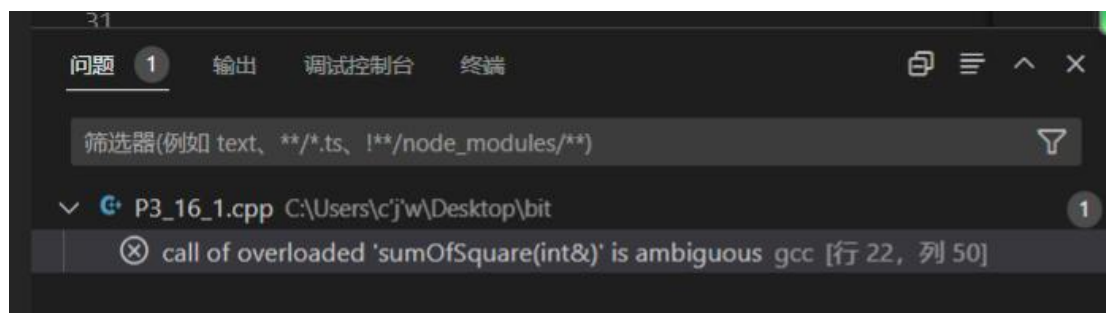 31
问题 1 输出 调试控制台 终端
筛选器(例如 text、**/*.ts、!**/node_modules/**)
P3_16_1.cpp C:\Users\c'j'w\Desktop\bit 1
call of overloaded 'sumOfSquare(int&)' is ambiguous gcc [行 22，列 50]